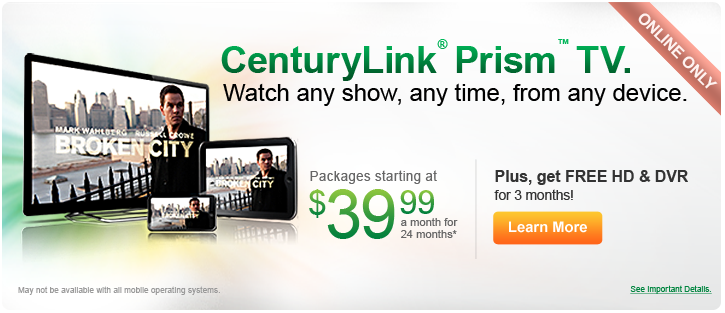 CenturyLink® Prism™ TV.
Watch any show, any time, from any device.
ONLINE ONLY
MARK WAHLBERG RUSSELL CROWE
BROKEN CITY
BROKEN CITY
BROKEN CITY
Packages starting at
$39.99
a month for
24 months*
Plus, get FREE HD & DVR
for 3 months!
Learn More
May not be available with all mobile operating systems.
See Important Details.